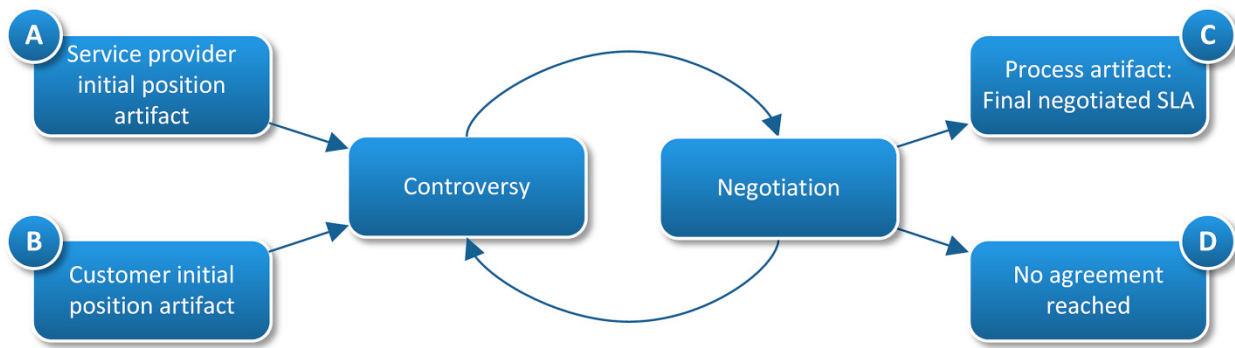 A
Service provider
initial position
artifact
B
Customer initial
position artifact
Controversy
Negotiation
C
Process artifact:
Final negotiated SLA
D
No agreement
reached